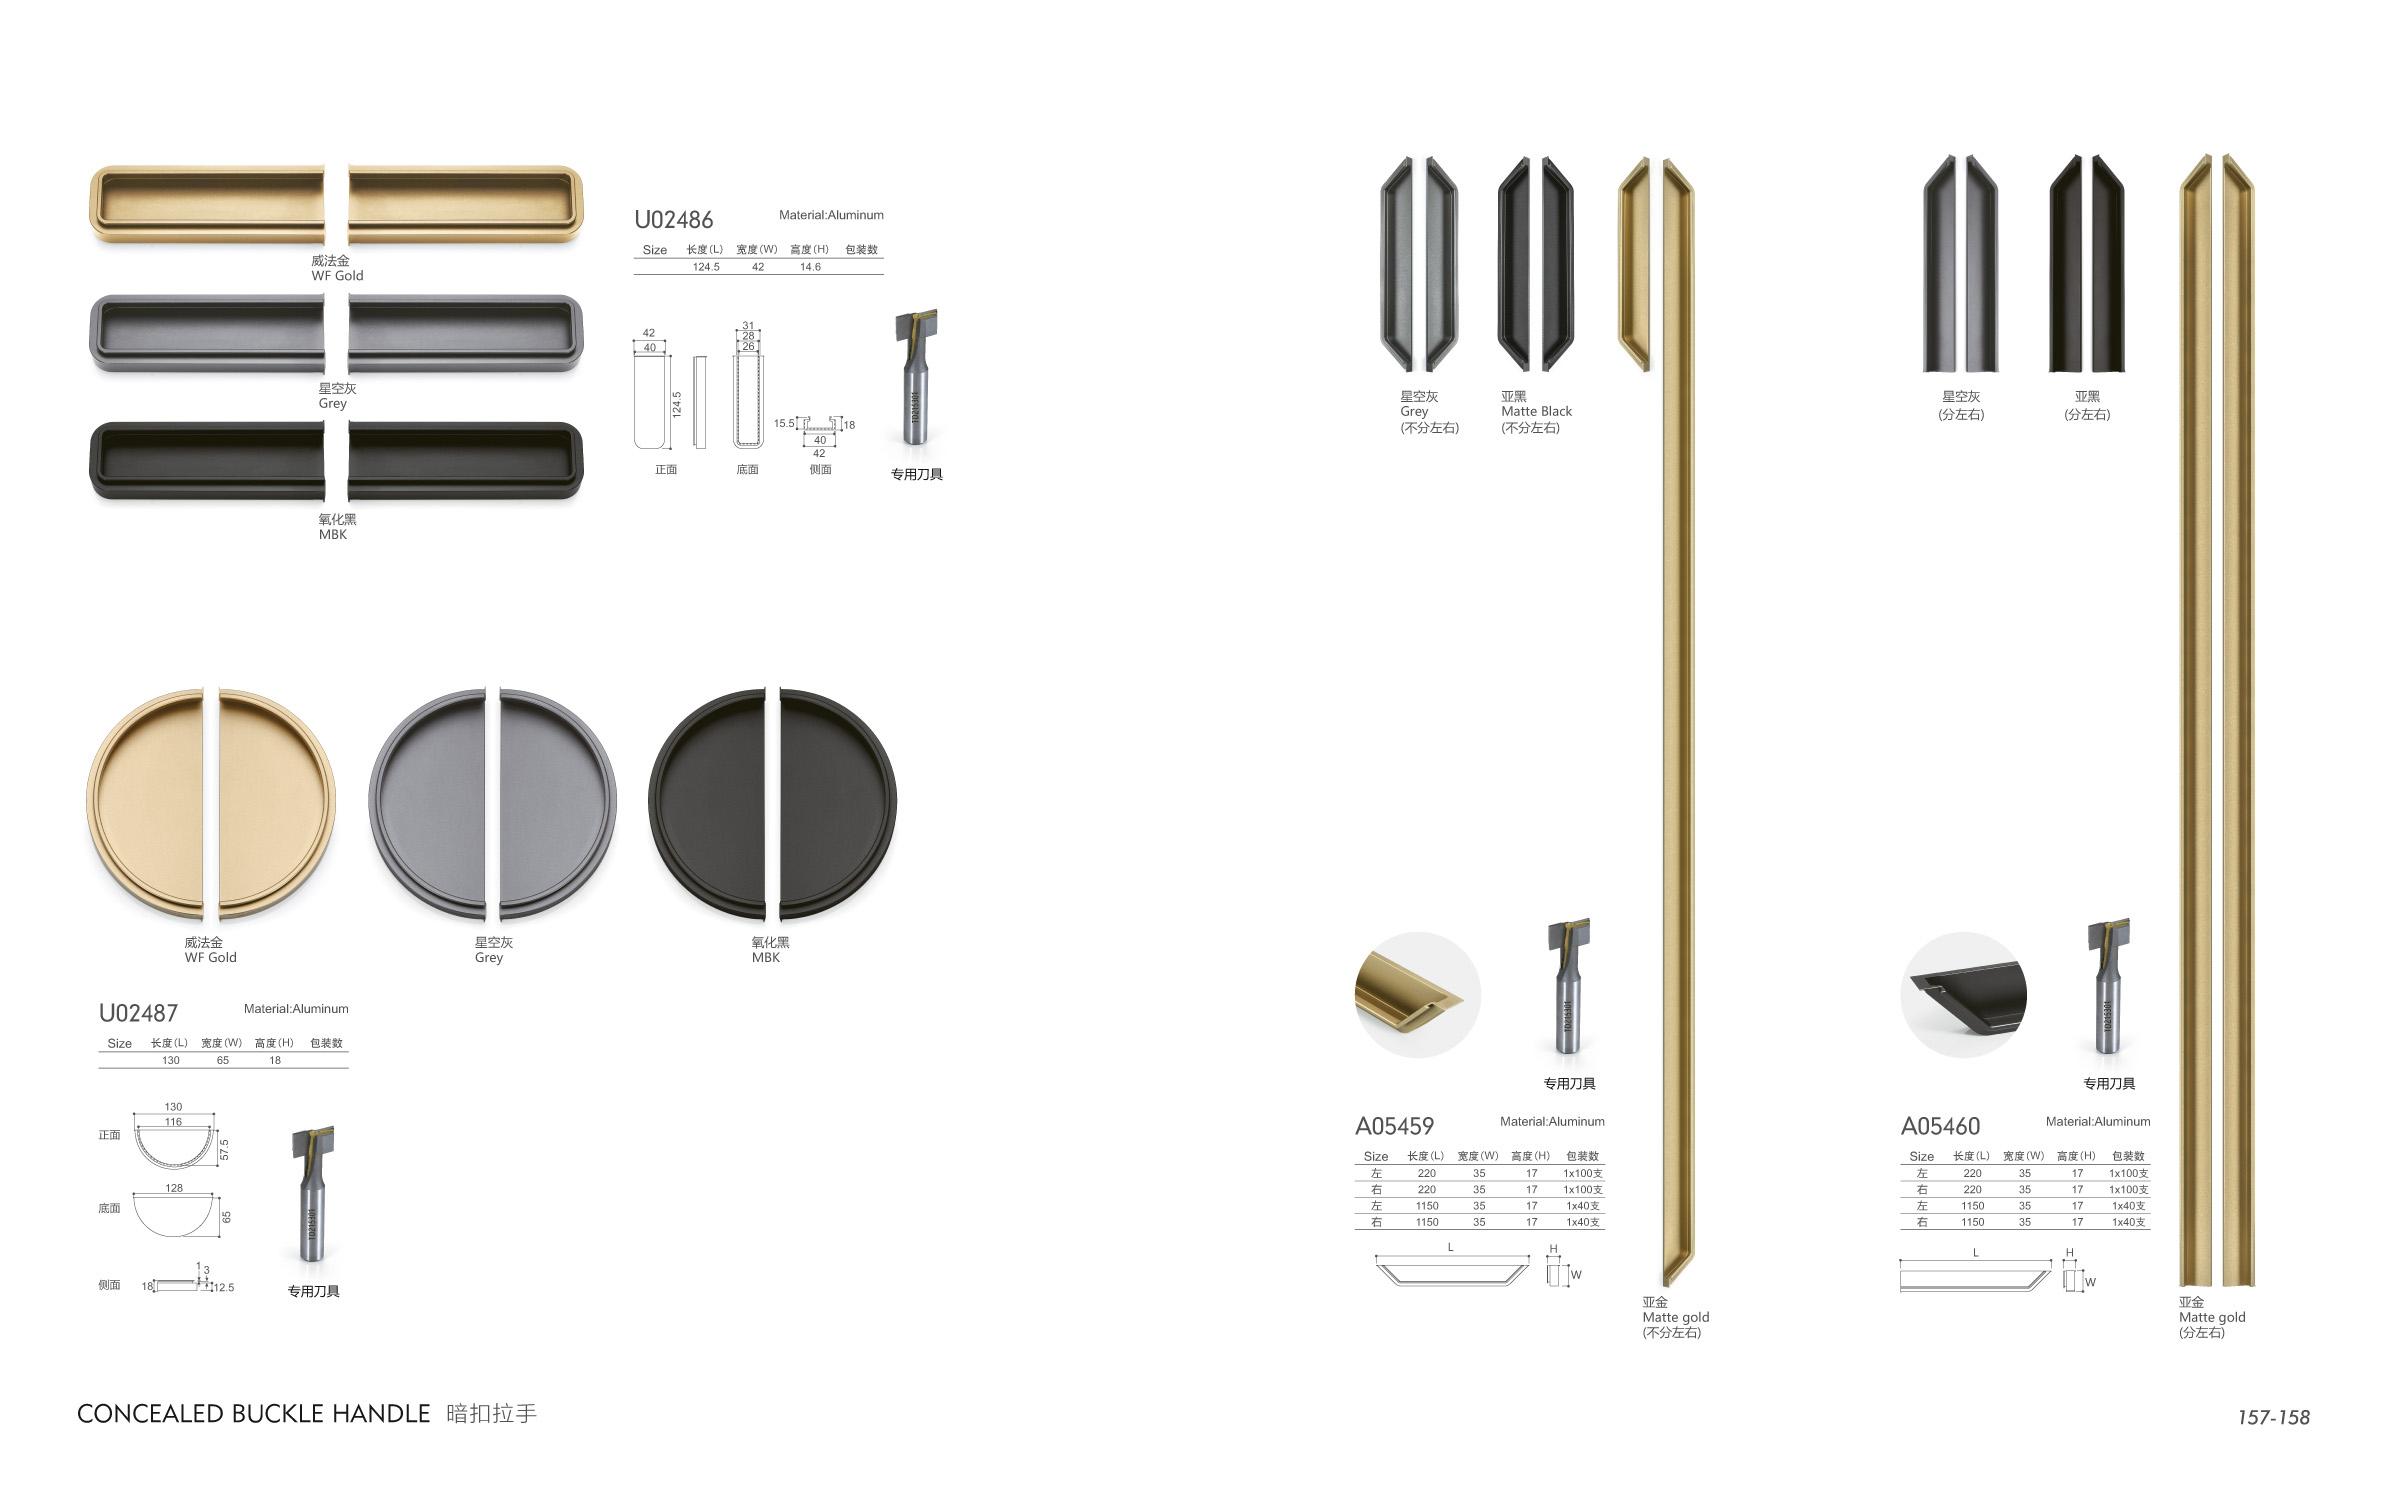 威法金
WF Gold
星空灰
Grey
氧化黑
MBK
U02486 Material:Aluminum
Size 长度(L) 宽度(W) 高度(H) 包装数
124.5 42 14.6
42
40
124.5
正面
31
28
26
底面
15.5
18
40
42
侧面
TD215301
专用刀具
威法金
WF Gold
星空灰
Grey
氧化黑
MBK
U02487 Material:Aluminum
Size 长度(L) 宽度(W) 高度(H) 包装数
130 65 18
正面
130
116
57.5
底面
128
65
侧面
18
1
3
12.5
TD215301
专用刀具
星空灰
Grey
(不分左右)
亚黑
Matte Black
(不分左右)
TD215301
专用刀具
A05459 Material:Aluminum
Size 长度(L) 宽度(W) 高度(H) 包装数
左 220 35 17 1x100支
右 220 35 17 1x100支
左 1150 35 17 1x40支
右 1150 35 17 1x40支
L
H
W
亚金
Matte gold
(不分左右)
星空灰
(分左右)
亚黑
(分左右)
TD215301
专用刀具
A05460 Material:Aluminum
Size 长度(L) 宽度(W) 高度(H) 包装数
左 220 35 17 1x100支
右 220 35 17 1x100支
左 1150 35 17 1x40支
右 1150 35 17 1x40支
L
H
W
亚金
Matte gold
(分左右)
CONCEALED BUCKLE HANDLE 暗扣拉手
157-158